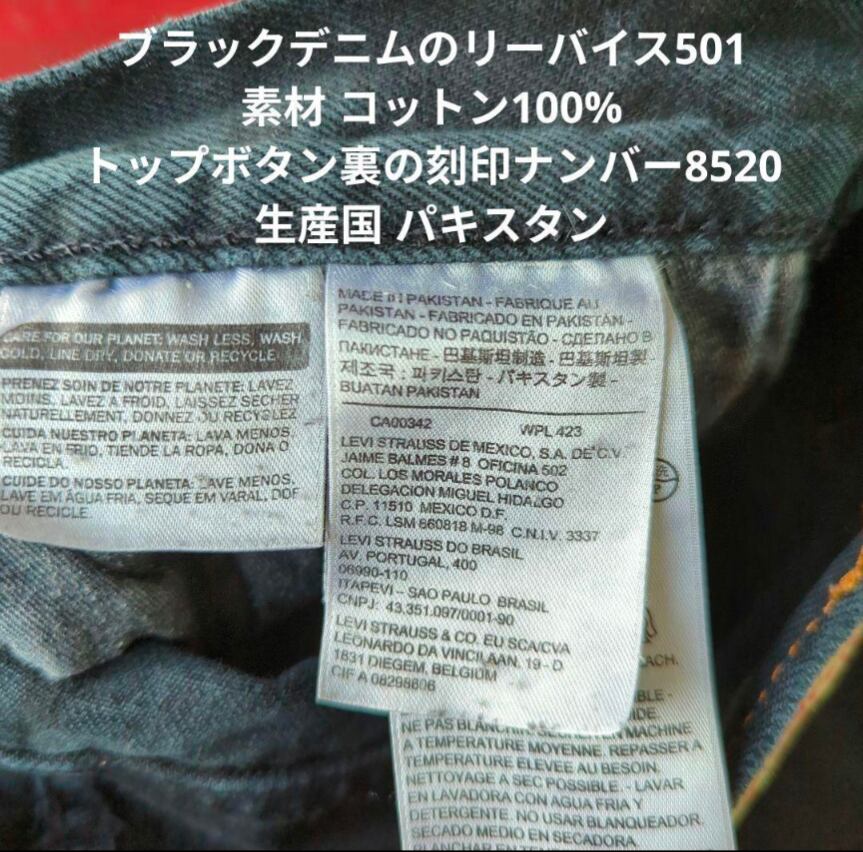 ブラックデニムのリーバイス501
素材 コットン100%
トップボタン裏の刻印ナンバー8520
生産国 パキスタン
CARE FOR OUR PLANET: WASH LESS, WASH
COLD, LINE DRY, DONATE OR RECYCLE
PRENEZ SOIN DE NOTRE PLANETE: LAVEZ
MOINS, LAVEZ A FROID, LAISSEZ SECHER
NATURELLEMENT, DONNEZ OU RECYCLEZ
CUIDA NUESTRO PLANETA: LAVA MENOS,
LAVA EN FRIO, TIENDE LA ROPA, DONA O
RECICLA.
CUIDE DO NOSSO PLANETA: LAVE MENOS,
LAVE EM ÁGUA FRIA, SEQUE EM VARAL, DOE
OU RECICLE.
MADE IN PAKISTAN - FABRIQUE AU
PAKISTAN - FABRICADO EN PAKISTÁN -
FABRICADO NO PAQUISTÃO - СДЕЛАНО В
ПАКИСТАНЕ - 巴基斯坦制造 - 巴基斯坦製
제조국 : 파키스탄 - パキスタン製 -
BUATAN PAKISTAN
CA00342 WPL 423
LEVI STRAUSS DE MEXICO, S.A. DE C.V.
JAIME BALMES # 8 OFICINA 602
COL. LOS MORALES POLANCO
DELEGACION MIGUEL HIDALGO
C.P. 11510 MEXICO D.F.
R.F.C. LSM 860818 M-98 C.N.I.V. 3337
LEVI STRAUSS DO BRASIL
AV. PORTUGAL, 400
06990-110
ITAPEVI - SAO PAULO BRASIL
CNPJ: 43.351.097/0001-90
LEVI STRAUSS & CO. EU SCA/CVA
LEONARDO DA VINCILAAN, 19 - D
1831 DIEGEM, BELGIUM
CIF A 08298806
NE PAS BLANCHIR. MACHINE
A TEMPERATURE MOYENNE. REPASSER A
TEMPERATURE ELEVEE AU BESOIN.
NETTOYAGE A SEC POSSIBLE. - LAVAR
EN LAVADORA CON AGUA FRIA Y
DETERGENTE. NO USAR BLANQUEADOR.
SECADO MEDIO EN SECADORA.